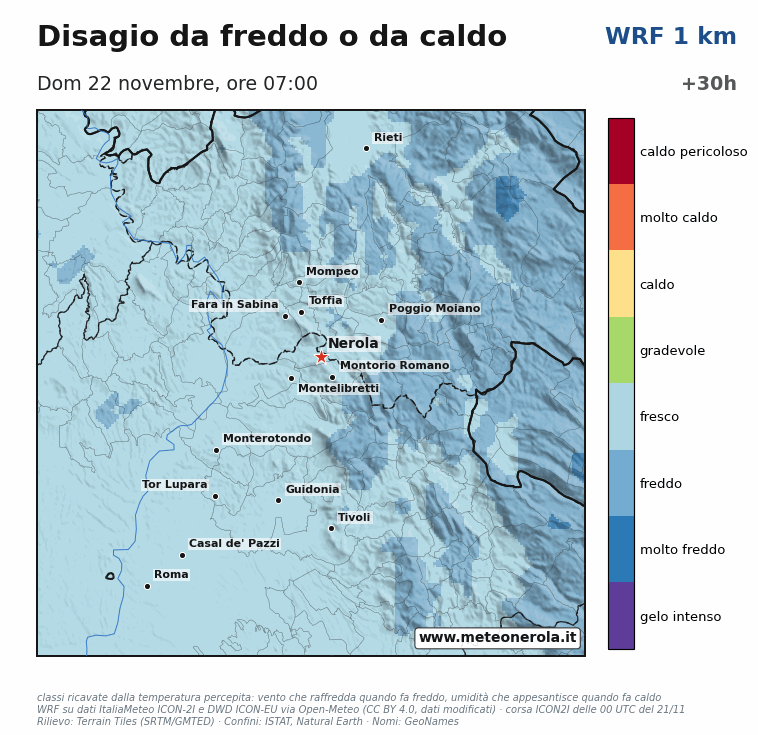 Disagio da freddo o da caldo
WRF 1 km
Dom 22 novembre, ore 07:00
+30h
Rieti
Mompeo
Fara in Sabina
Toffia
Poggio Moiano
Nerola
Montorio Romano
Montelibretti
Monterotondo
Tor Lupara
Guidonia
Tivoli
Casal de' Pazzi
Roma
www.meteonerola.it
caldo pericoloso
molto caldo
caldo
gradevole
fresco
freddo
molto freddo
gelo intenso
classi ricavate dalla temperatura percepita: vento che raffredda quando fa freddo, umidità che appesantisce quando fa caldo
WRF su dati ItaliaMeteo ICON-2I e DWD ICON-EU via Open-Meteo (CC BY 4.0, dati modificati) · corsa ICON2I delle 00 UTC del 21/11
Rilievo: Terrain Tiles (SRTM/GMTED) · Confini: ISTAT, Natural Earth · Nomi: GeoNames